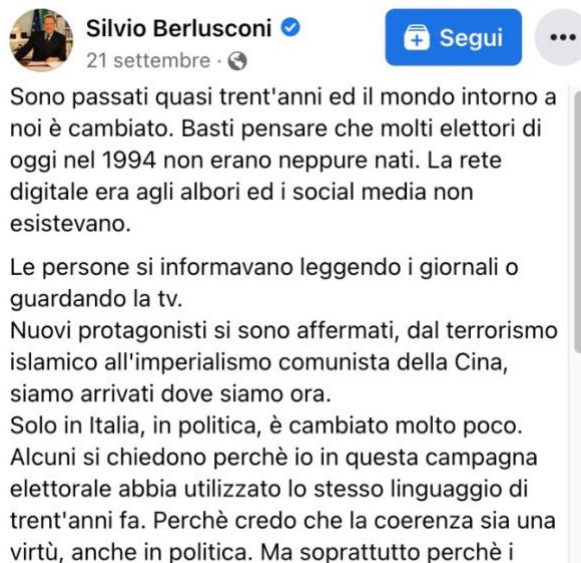 Silvio Berlusconi
21 settembre ·
Segui
Sono passati quasi trent'anni ed il mondo intorno a
noi è cambiato. Basti pensare che molti elettori di
oggi nel 1994 non erano neppure nati. La rete
digitale era agli albori ed i social media non
esistevano.
Le persone si informavano leggendo i giornali o
guardando la tv.
Nuovi protagonisti si sono affermati, dal terrorismo
islamico all'imperialismo comunista della Cina,
siamo arrivati dove siamo ora.
Solo in Italia, in politica, è cambiato molto poco.
Alcuni si chiedono perchè io in questa campagna
elettorale abbia utilizzato lo stesso linguaggio di
trent'anni fa. Perchè credo che la coerenza sia una
virtù, anche in politica. Ma soprattutto perchè i